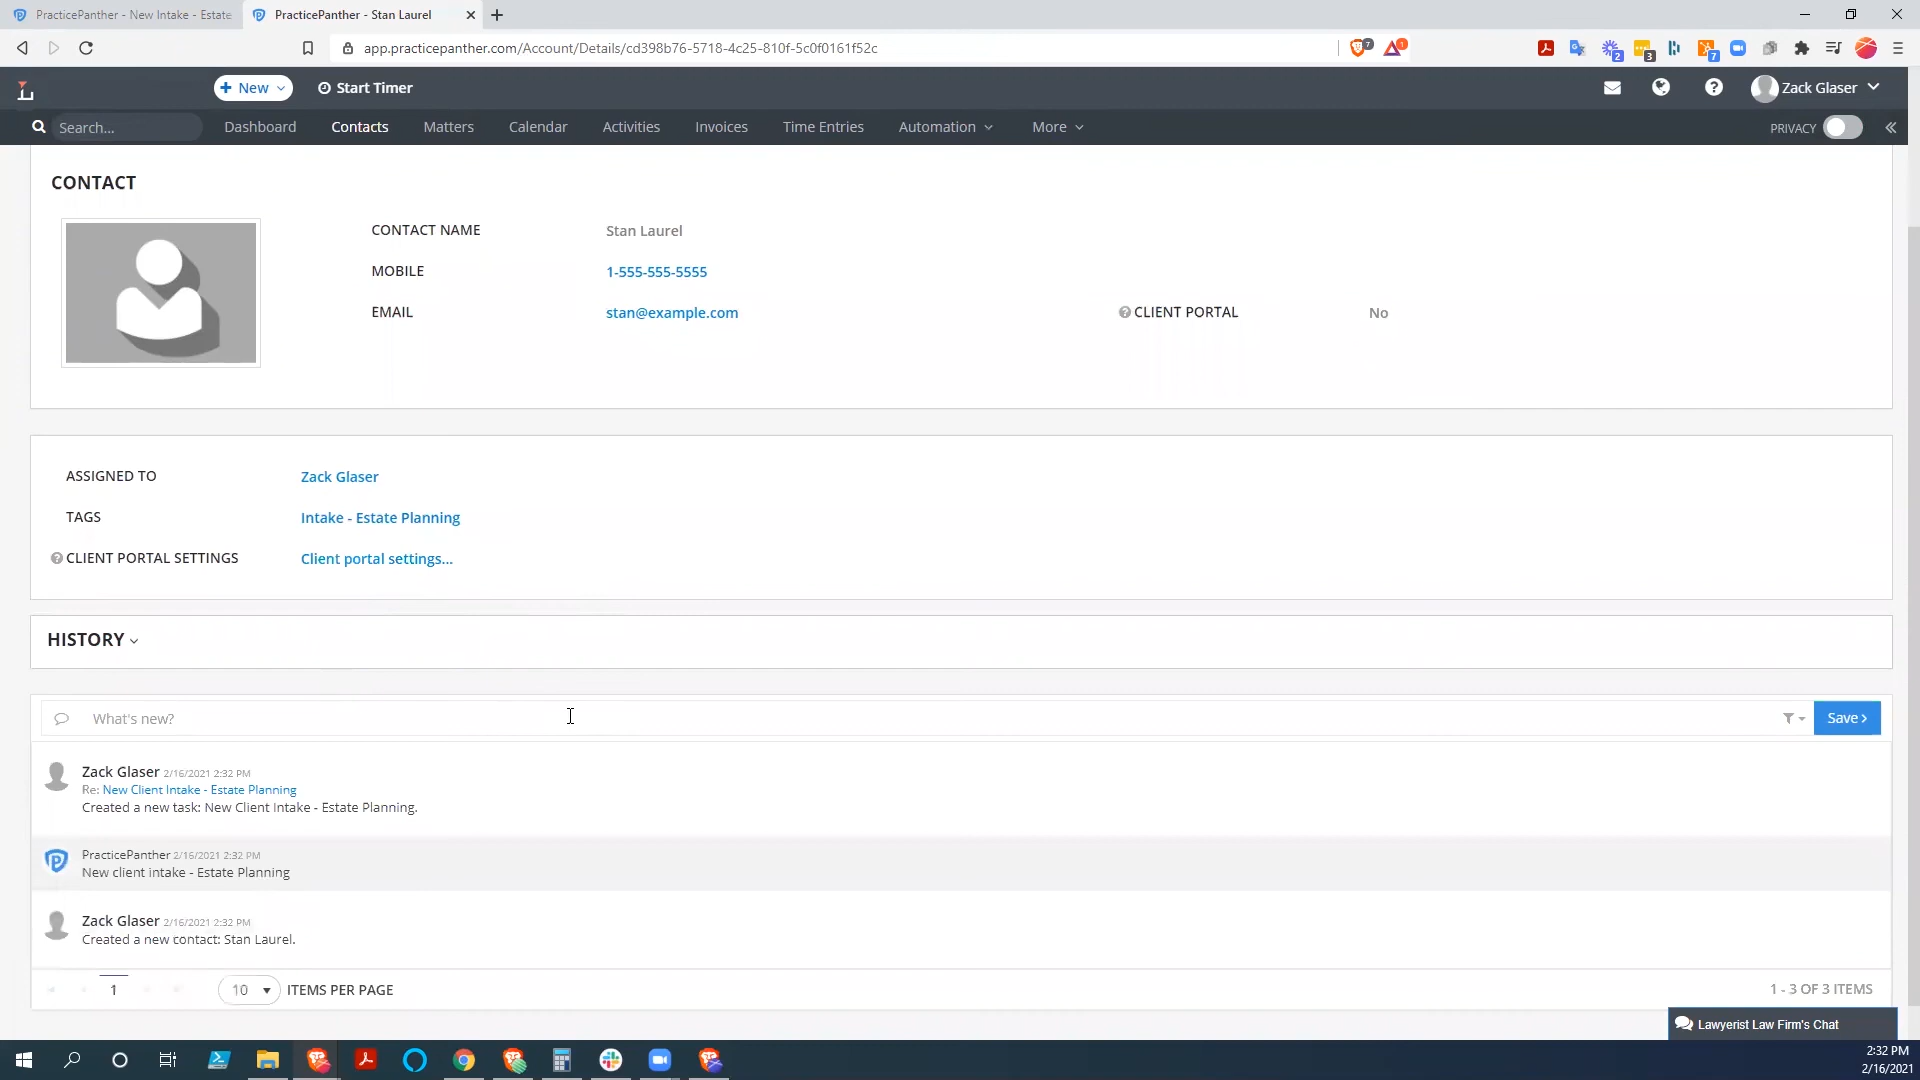 PracticePanther - New Intake - Estate
PracticePanther - Stan Laurel
app.practicepanther.com/Account/Details/cd398b76-5718-4c25-810f-5c0f0161f52c
7
1
2
3
7
New
Start Timer
Zack Glaser
Search...
Dashboard
Contacts
Matters
Calendar
Activities
Invoices
Time Entries
Automation
More
PRIVACY
CONTACT
CONTACT NAME
Stan Laurel
MOBILE
1-555-555-5555
EMAIL
stan@example.com
CLIENT PORTAL
No
ASSIGNED TO
Zack Glaser
TAGS
Intake - Estate Planning
CLIENT PORTAL SETTINGS
Client portal settings...
HISTORY
What's new?
Save
Zack Glaser 2/16/2021 2:32 PM
Re: New Client Intake - Estate Planning
Created a new task: New Client Intake - Estate Planning.
PracticePanther 2/16/2021 2:32 PM
New client intake - Estate Planning
Zack Glaser 2/16/2021 2:32 PM
Created a new contact: Stan Laurel.
1
10
ITEMS PER PAGE
1 - 3 OF 3 ITEMS
Lawyerist Law Firm's Chat
2:32 PM
2/16/2021